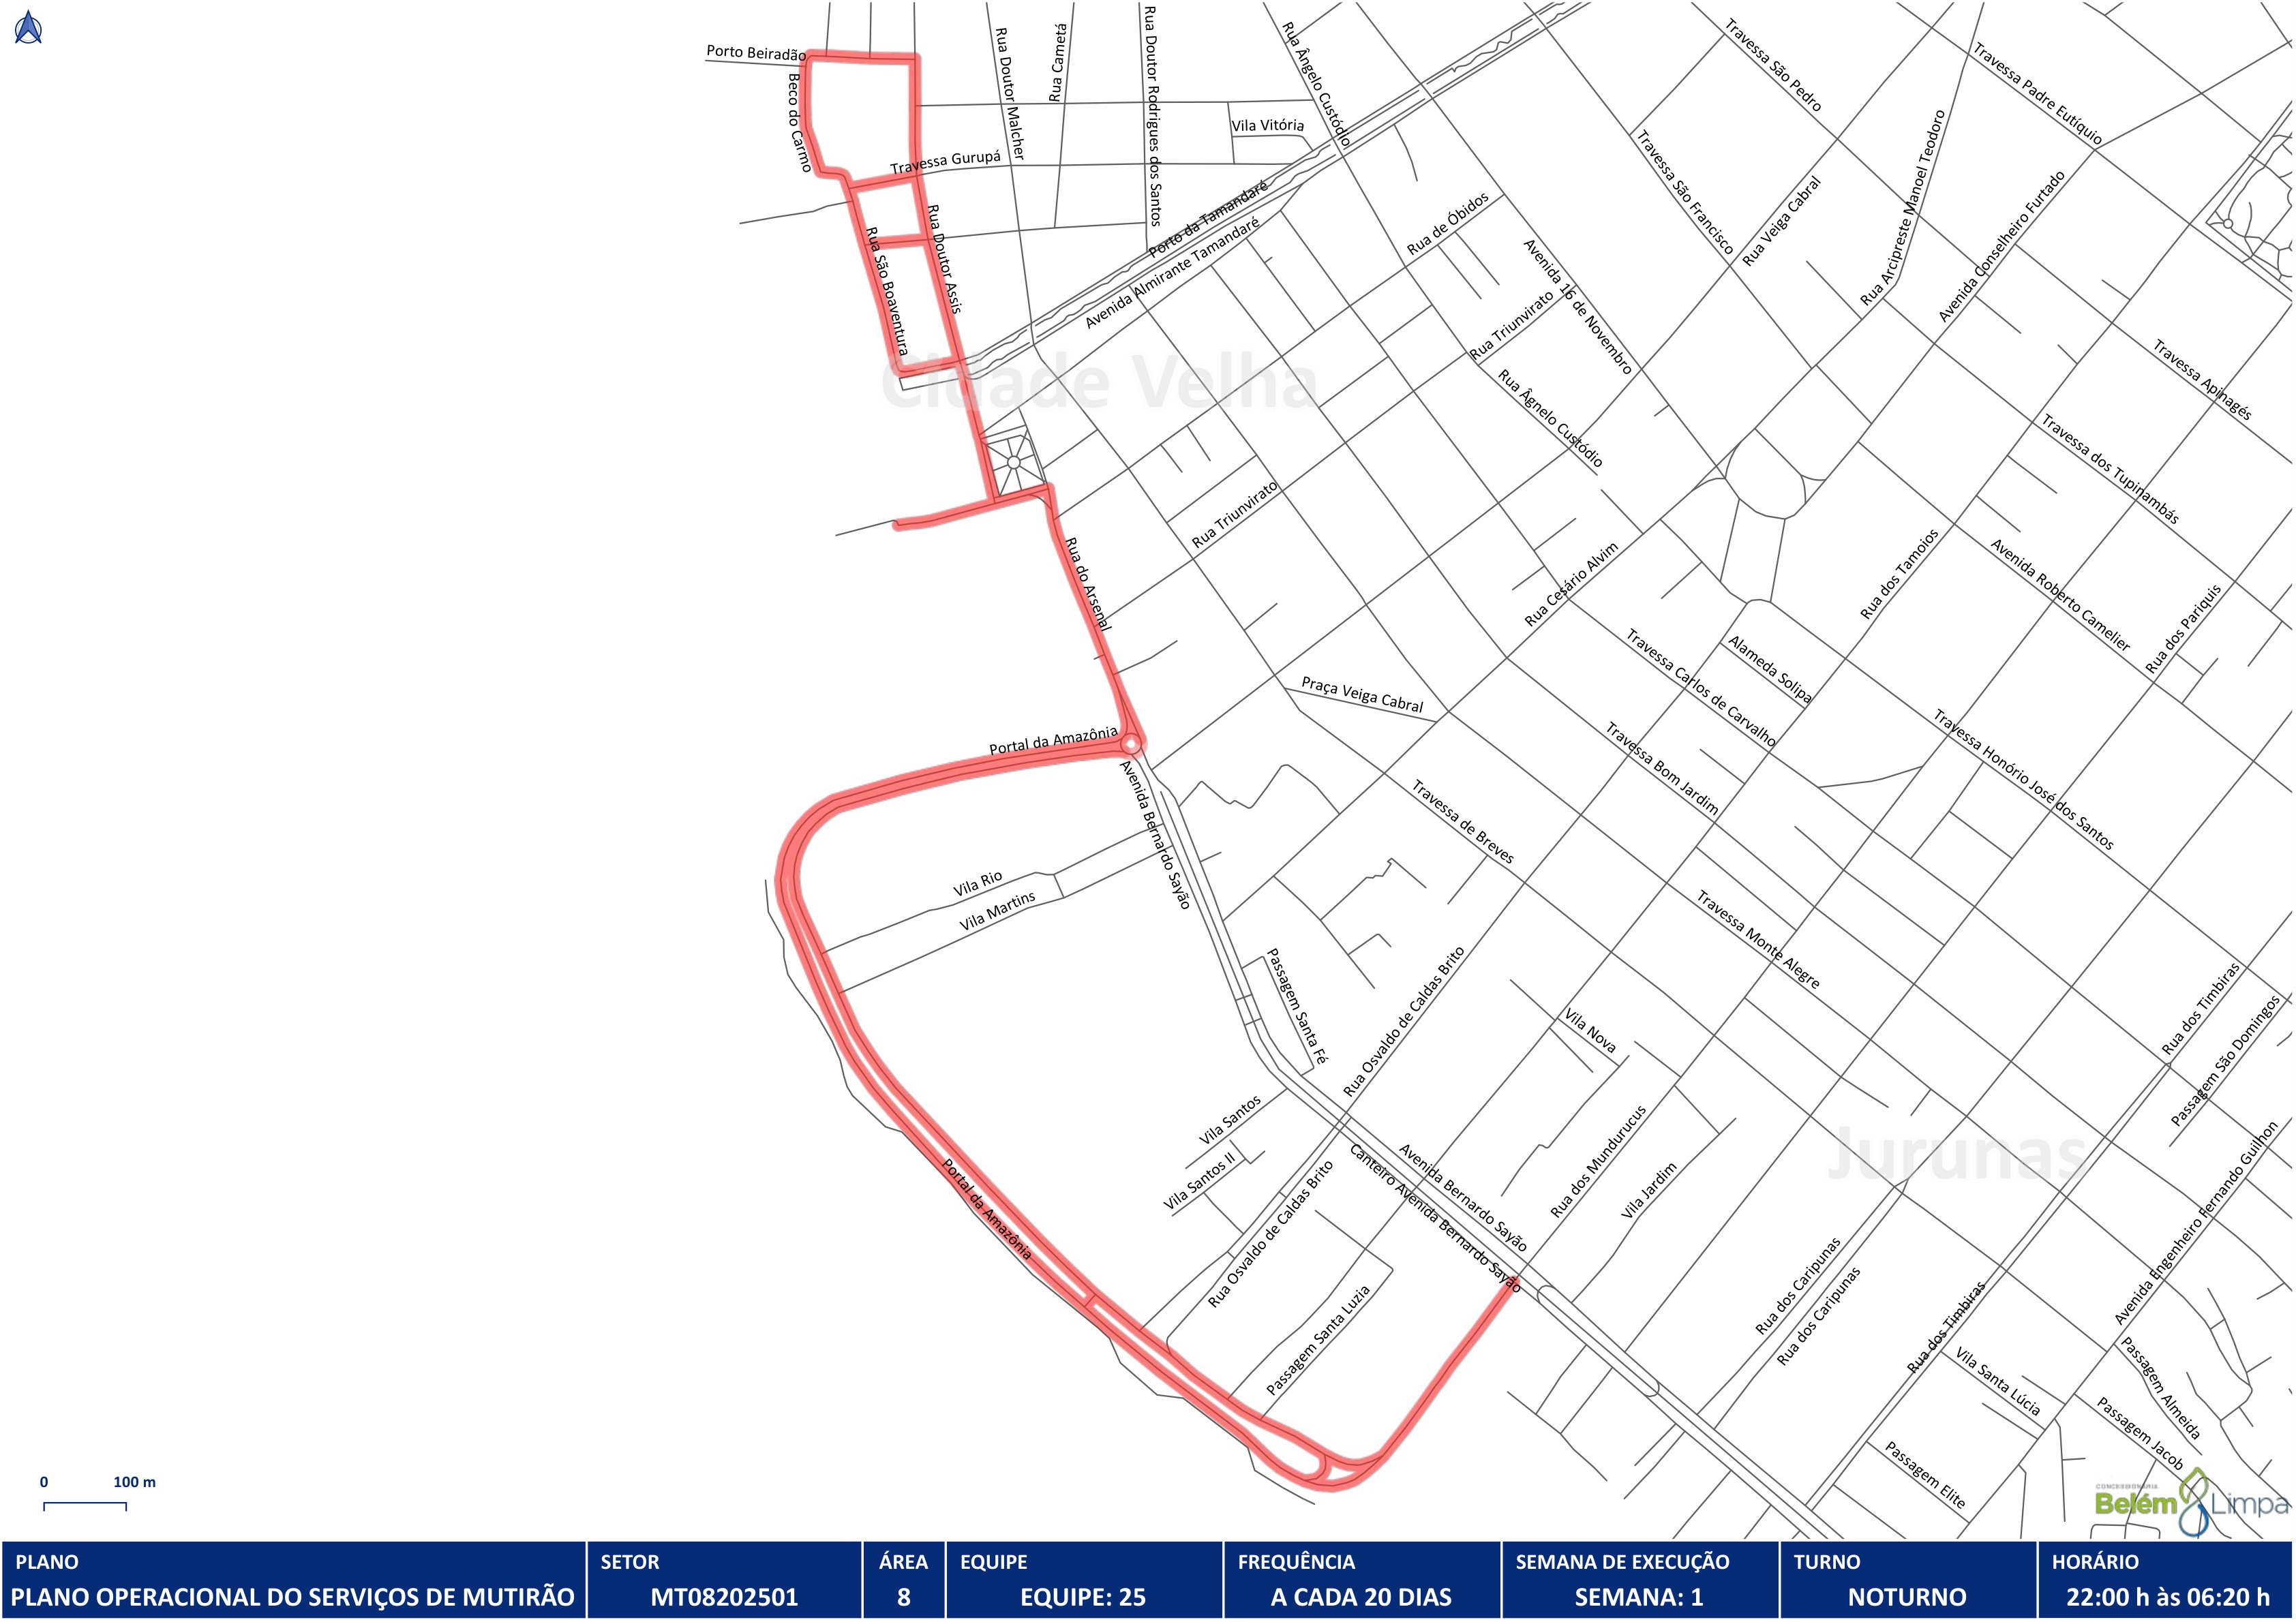 Porto Beiradão
Beco do Carmo
Rua Doutor Malcher
Rua Cametá
Rua Doutor Rodrigues dos Santos
Vila Vitória
Rua Ângelo Custódio
Travessa São Pedro
Travessa Padre Eutíquio
Travessa Gurupá
Rua São Boaventura
Rua Doutor Assis
Porto da Tamandaré
Avenida Almirante Tamandaré
Rua de Óbidos
Avenida 16 de Novembro
Travessa São Francisco
Rua Veiga Cabral
Rua Arcipreste Manoel Teodoro
Avenida Conselheiro Furtado
Cidade Velha
Rua Triunvirato
Rua Âgnelo Custódio
Travessa Apinagés
Travessa dos Tupinambás
Rua Triunvirato
Rua do Arsenal
Rua Cesário Alvim
Rua dos Tamoios
Avenida Roberto Camelier
Rua dos Pariquis
Alameda Solipa
Travessa Carlos de Carvalho
Praça Veiga Cabral
Portal da Amazônia
Travessa Bom Jardim
Travessa Honório José dos Santos
Avenida Bernardo Sayão
Travessa de Breves
Vila Rio
Vila Martins
Travessa Monte Alegre
Passagem Santa Fé
Rua Osvaldo de Caldas Brito
Vila Nova
Rua dos Timbiras
Passagem São Domingos
Vila Santos
Vila Santos II
Portal da Amazônia
Rua Osvaldo de Caldas Brito
Canteiro Avenida Bernardo Sayão
Avenida Bernardo Sayão
Rua dos Mundurucus
Vila Jardim
Jurunas
Avenida Engenheiro Fernando Guilhon
Passagem Santa Luzia
Rua dos Caripunas
Rua dos Caripunas
Rua dos Timbiras
Vila Santa Lúcia
Passagem Almeida
Passagem Jacob
Passagem Elite
0 100 m
CONCESSIONÁRIA
Belém Limpa
PLANO
PLANO OPERACIONAL DO SERVIÇOS DE MUTIRÃO
SETOR
MT08202501
ÁREA
8
EQUIPE
EQUIPE: 25
FREQUÊNCIA
A CADA 20 DIAS
SEMANA DE EXECUÇÃO
SEMANA: 1
TURNO
NOTURNO
HORÁRIO
22:00 h às 06:20 h